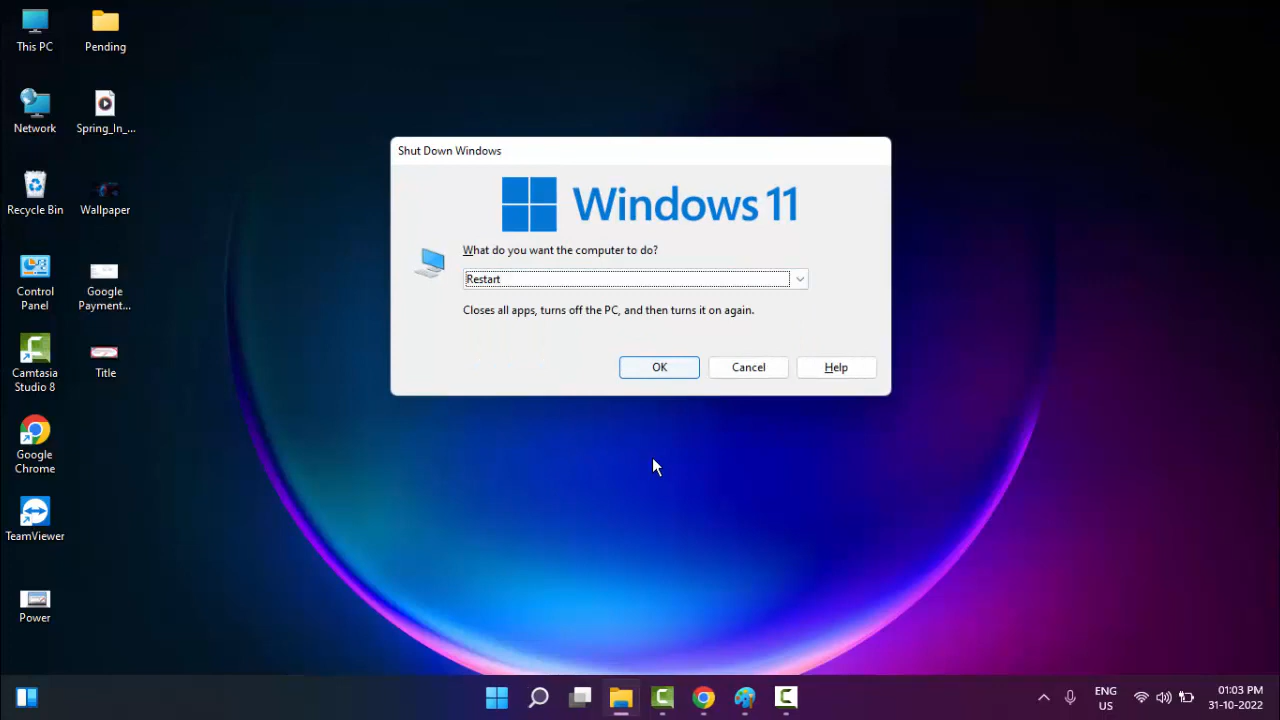 This PC
Pending
Network
Spring_In_...
Recycle Bin
Wallpaper
Control
Panel
Google
Payment...
Camtasia
Studio 8
Title
Google
Chrome
TeamViewer
Power
Shut Down Windows
Windows 11
What do you want the computer to do?
Restart
Closes all apps, turns off the PC, and then turns it on again.
OK
Cancel
Help
ENG
US
01:03 PM
31-10-2022